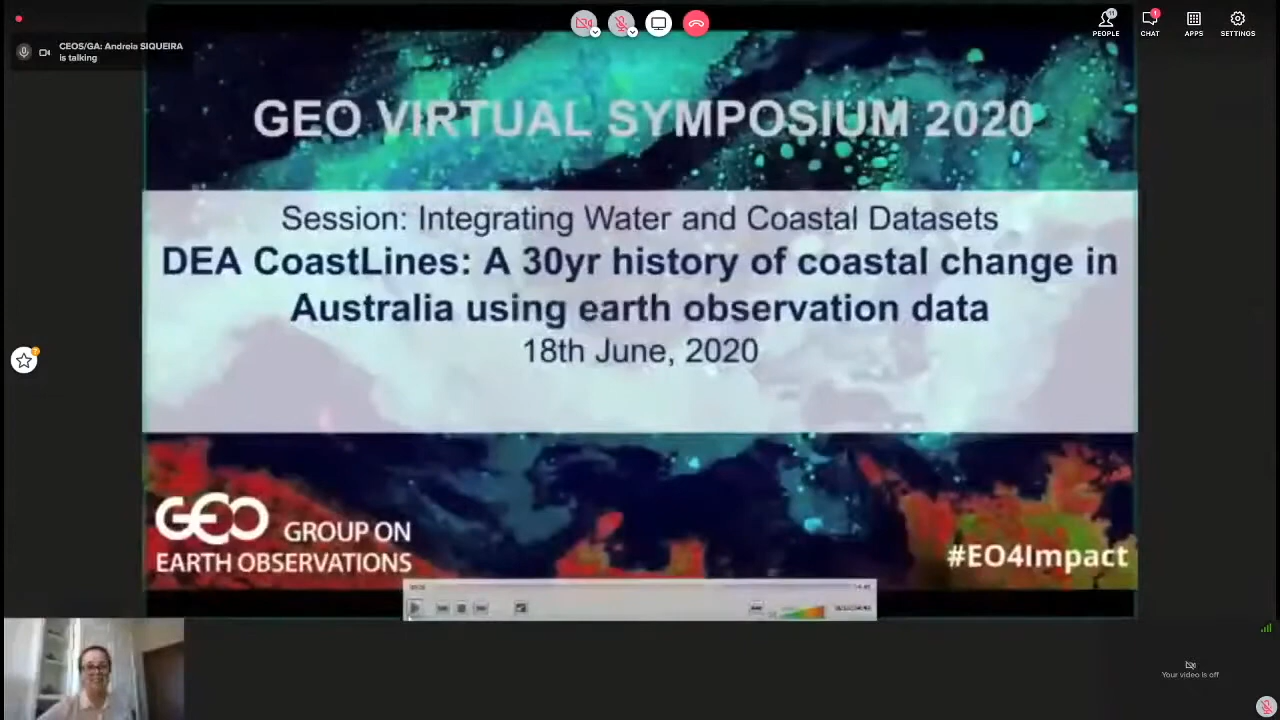 CEOS/GA: Andreia SIQUEIRA
is talking
11
PEOPLE
1
CHAT
APPS
SETTINGS
GEO VIRTUAL SYMPOSIUM 2020
Session: Integrating Water and Coastal Datasets
DEA CoastLines: A 30yr history of coastal change in
Australia using earth observation data
18th June, 2020
GEO GROUP ON
EARTH OBSERVATIONS
#EO4Impact
Your video is off